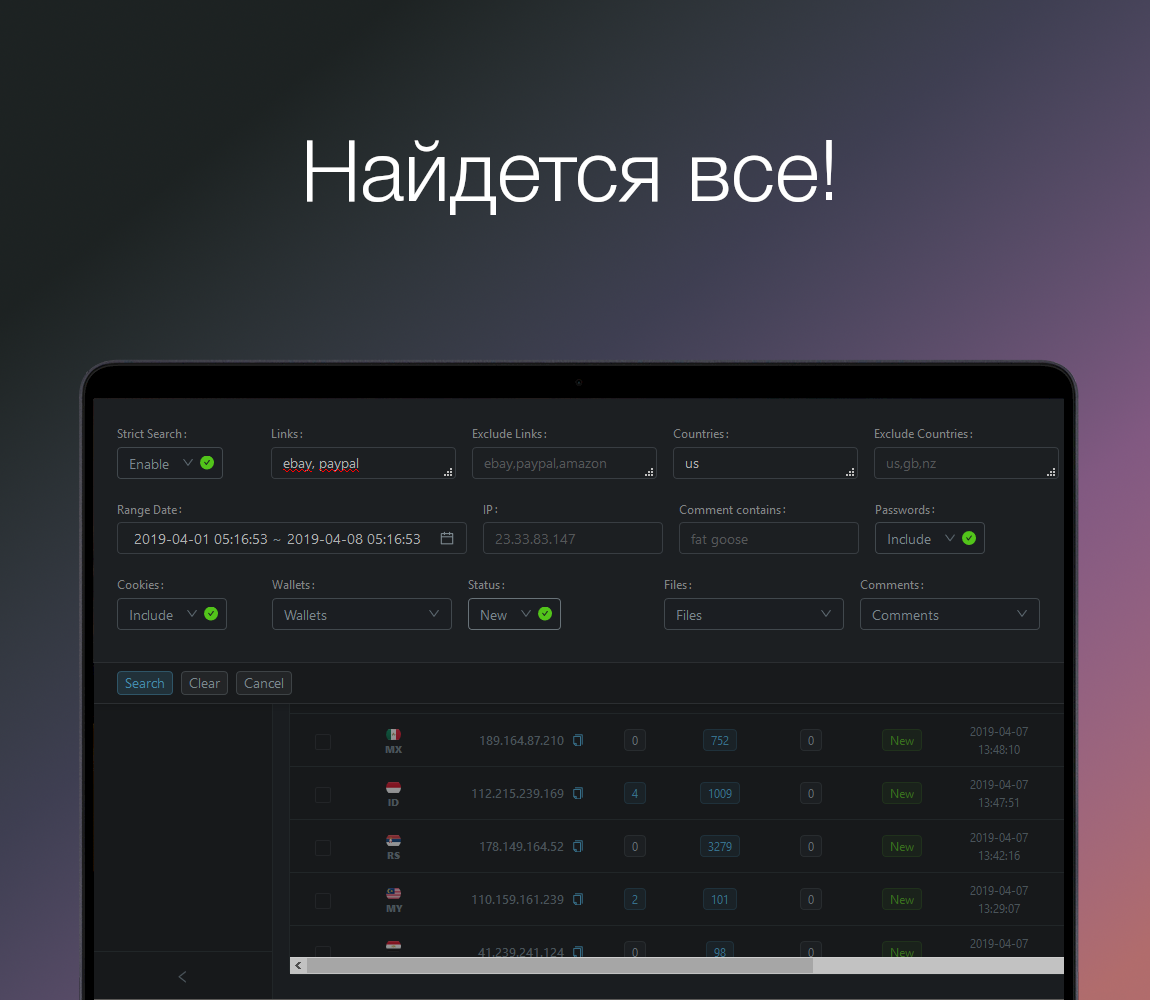 Найдется все!
Strict Search: Links: Exclude Links: Countries: Exclude Countries:
Enable ebay, paypal ebay,paypal,amazon us us,gb,nz
Range Date: IP: Comment contains: Passwords:
2019-04-01 05:16:53 ~ 2019-04-08 05:16:53 23.33.83.147 fat goose Include
Cookies: Wallets: Status: Files: Comments:
Include Wallets New Files Comments
Search Clear Cancel
MX 189.164.87.210 0 752 0 New 2019-04-07 13:48:10
ID 112.215.239.169 4 1009 0 New 2019-04-07 13:47:51
RS 178.149.164.52 0 3279 0 New 2019-04-07 13:42:16
MY 110.159.161.239 2 101 0 New 2019-04-07 13:29:07
41.239.241.124 0 98 0 New 2019-04-07